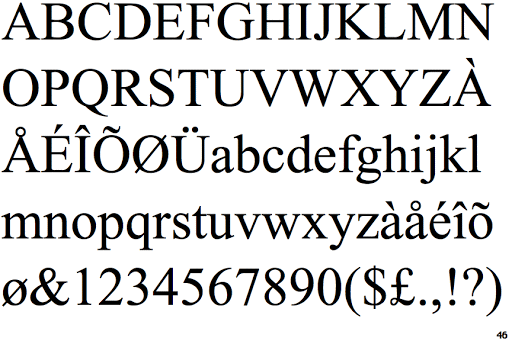 ABCDEFGHIJKLMN
OPQRSTUVWXYZÀ
ÅÉÎÕØÜabcdefghijkl
mnopqrstuvwxyzàåéîõ
ø&1234567890($£.,!?)
46